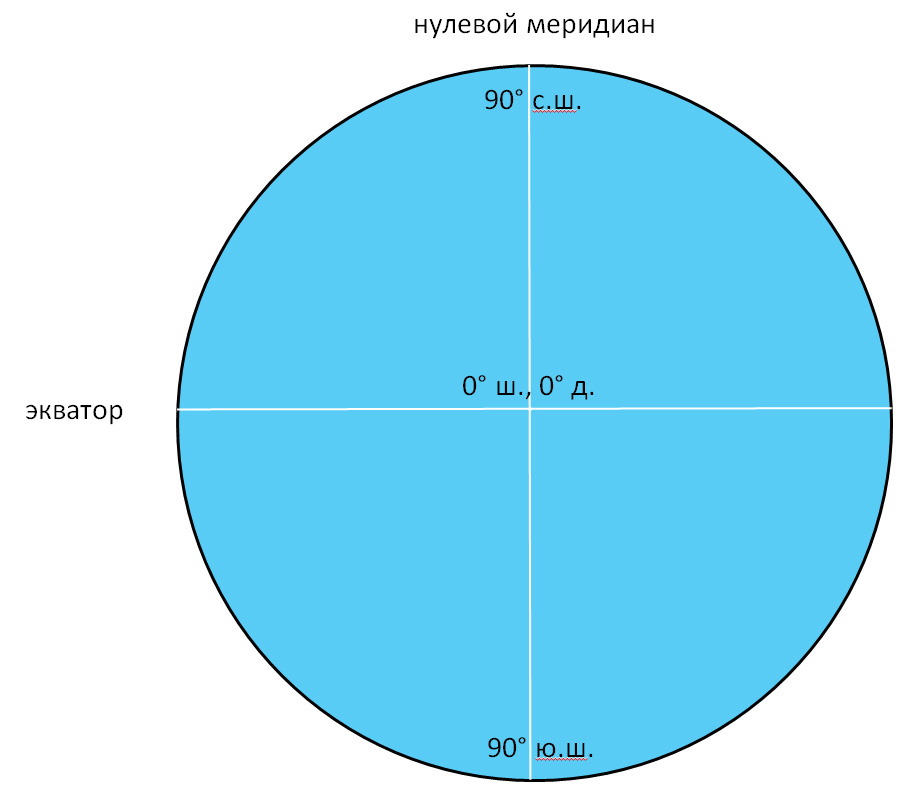 нулевой меридиан
90° с.ш.
0° ш., 0° д.
экватор
90° ю.ш.